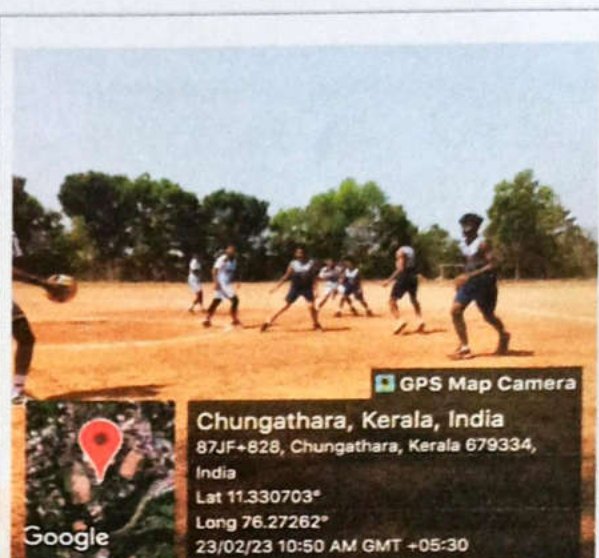 GPS Map Camera
Chungathara, Kerala, India
87JF+828, Chungathara, Kerala 679334,
India
Lat 11.330703°
Long 76.27262°
23/02/23 10:50 AM GMT +05:30
Google